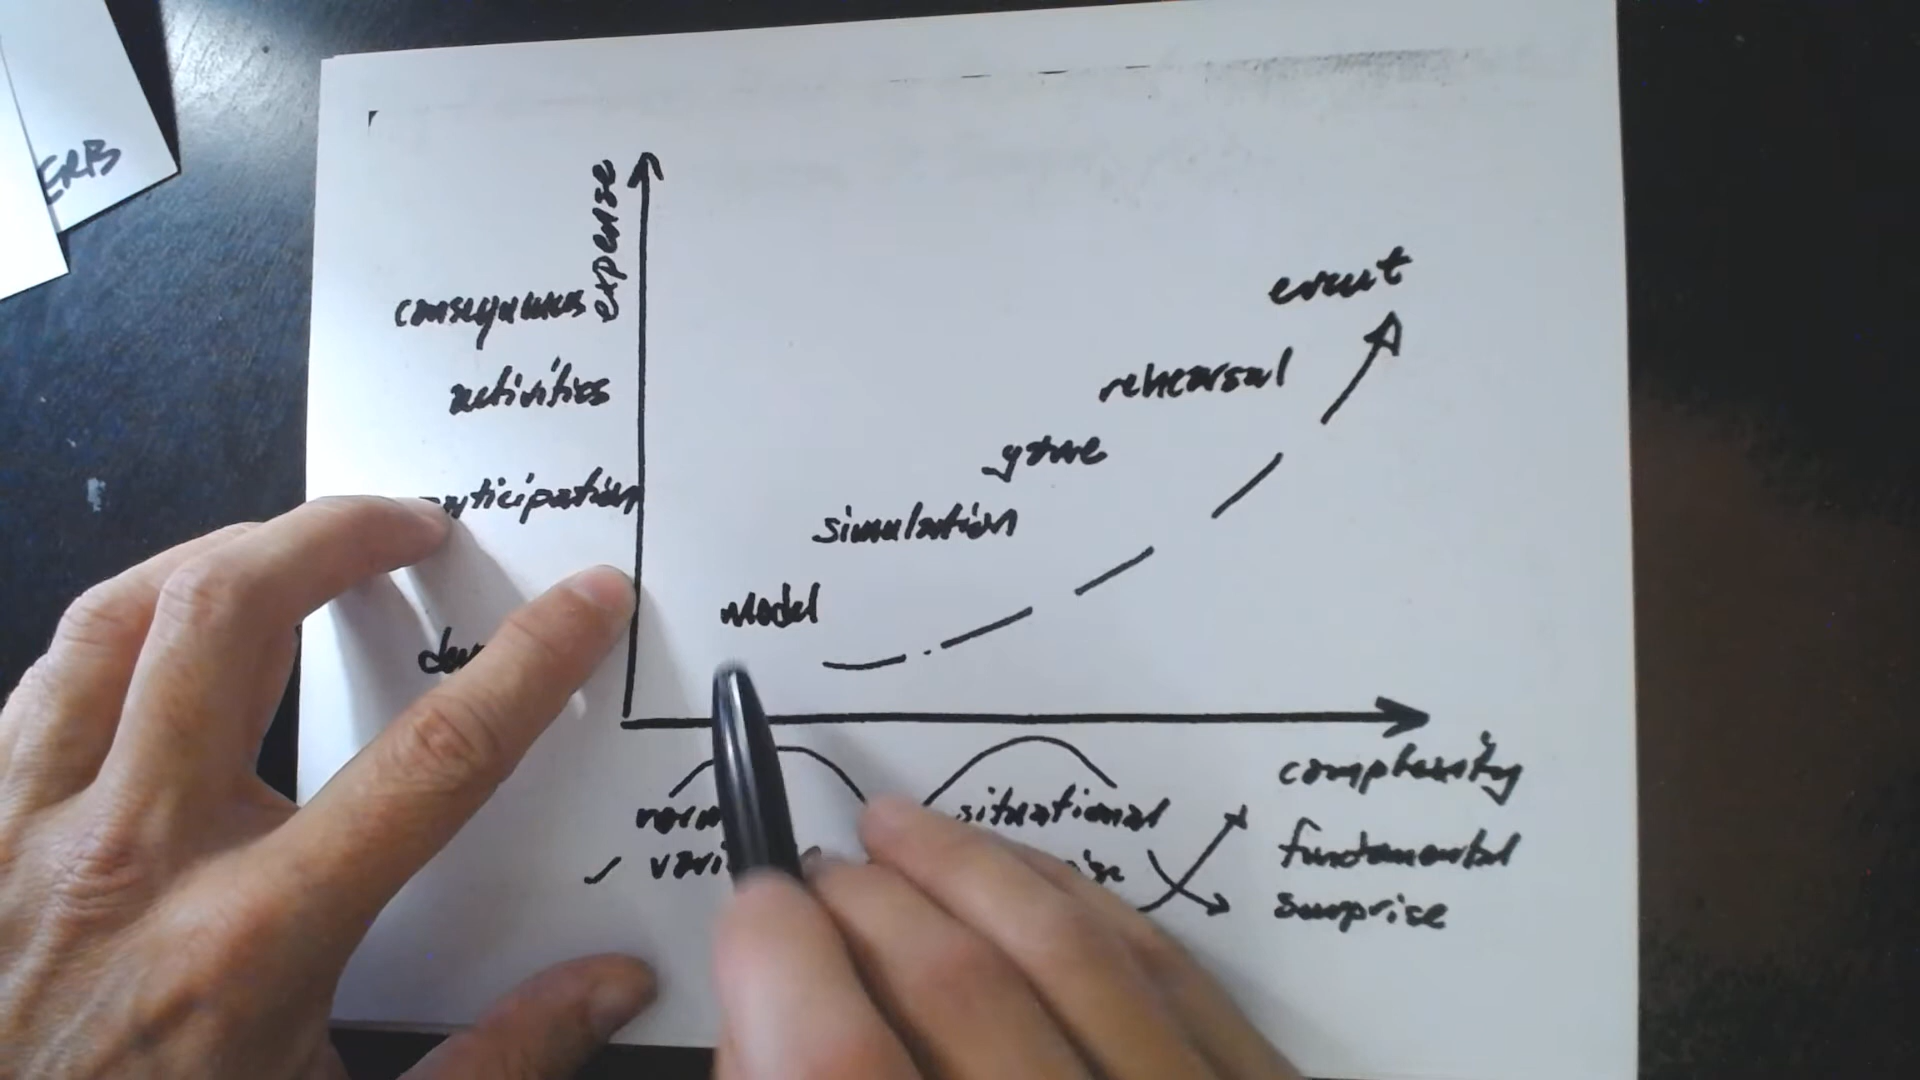 ERB
expense
consequences
activities
participation
event
rehearsal
game
simulation
model
complexity
situational
fundamental
surprise